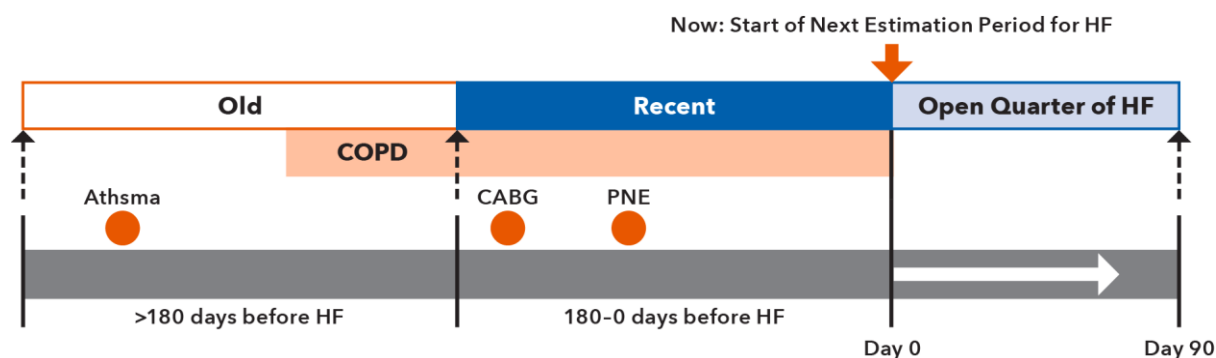 Now: Start of Next Estimation Period for HF
Old
Recent
Open Quarter of HF
COPD
Athsma
CABG
PNE
>180 days before HF
180–0 days before HF
Day 0
Day 90